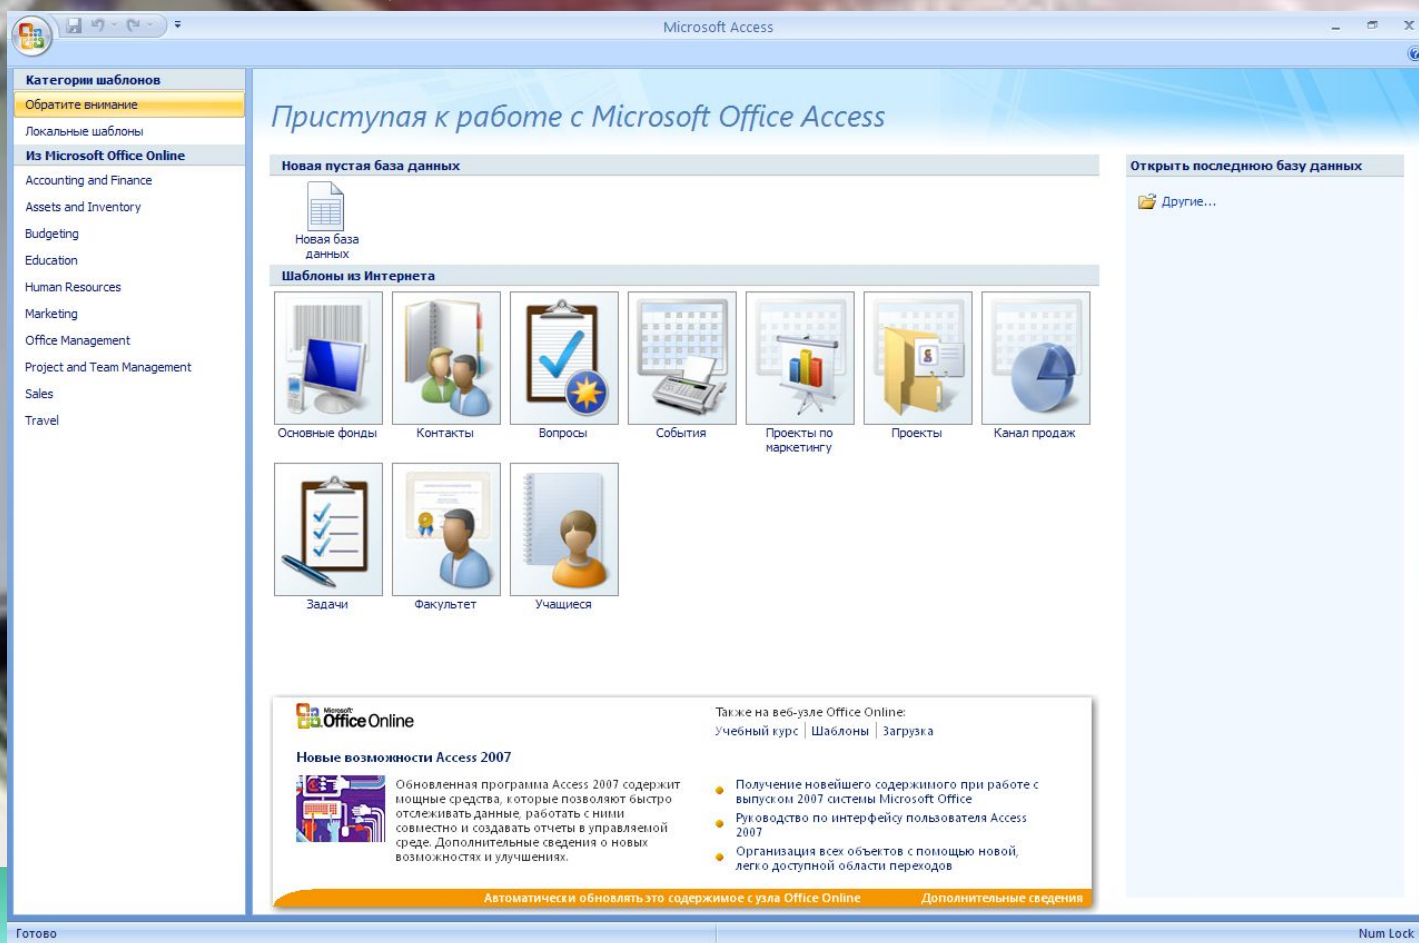 Microsoft Access
Категории шаблонов
Обратите внимание
Локальные шаблоны
Из Microsoft Office Online
Accounting and Finance
Assets and Inventory
Budgeting
Education
Human Resources
Marketing
Office Management
Project and Team Management
Sales
Travel
Приступая к работе с Microsoft Office Access
Новая пустая база данных
Новая база
данных
Шаблоны из Интернета
Основные фонды
Контакты
Вопросы
События
Проекты по
маркетингу
Проекты
Канал продаж
Задачи
Факультет
Учащиеся
Microsoft
Office Online
Новые возможности Access 2007
Обновленная программа Access 2007 содержит
мощные средства, которые позволяют быстро
отслеживать данные, работать с ними
совместно и создавать отчеты в управляемой
среде. Дополнительные сведения о новых
возможностях и улучшениях.
Также на веб-узле Office Online:
Учебный курс | Шаблоны | Загрузка
Получение новейшего содержимого при работе с
выпуском 2007 системы Microsoft Office
Руководство по интерфейсу пользователя Access
2007
Организация всех объектов с помощью новой,
легко доступной области переходов
Автоматически обновлять это содержимое с узла Office Online Дополнительные сведения
Открыть последнюю базу данных
Другие...
Готово
Num Lock